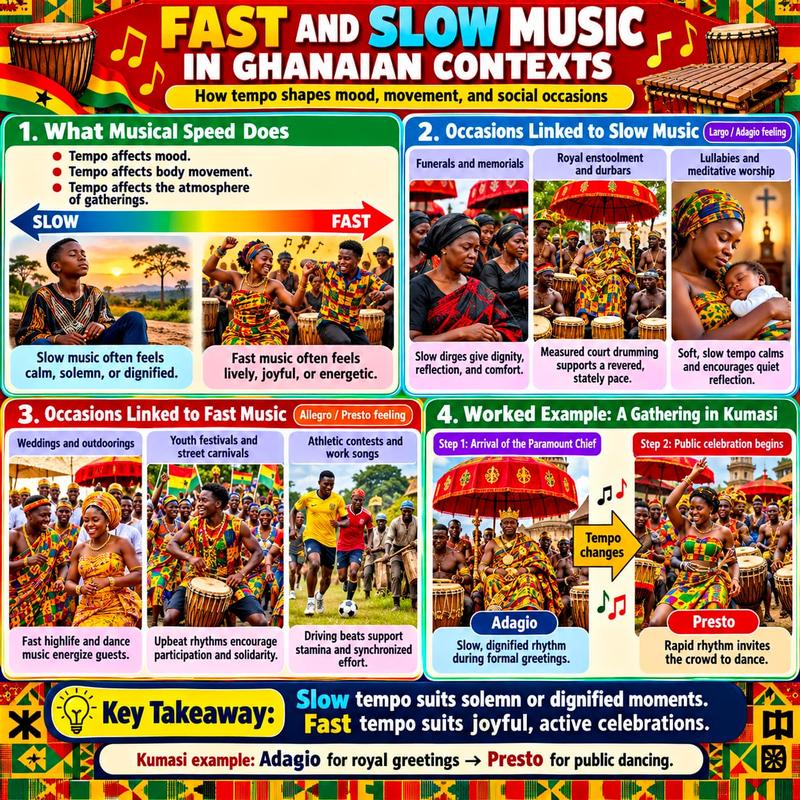 FAST AND SLOW MUSIC
IN GHANAIAN CONTEXTS
How tempo shapes mood, movement, and social occasions
1. What Musical Speed Does
Tempo affects mood.
Tempo affects body movement.
Tempo affects the atmosphere
of gatherings.
SLOW
FAST
Slow music often feels
calm, solemn, or dignified.
Fast music often feels
lively, joyful, or energetic.
2. Occasions Linked to Slow Music
Largo / Adagio feeling
Funerals and memorials
Slow dirges give dignity,
reflection, and comfort.
Royal enstoolment
and durbars
Measured court drumming
supports a revered,
stately pace.
Lullabies and
meditative worship
Soft, slow tempo calms
and encourages quiet
reflection.
3. Occasions Linked to Fast Music
Allegro / Presto feeling
Weddings and outdoorings
Fast highlife and dance
music energize guests.
Youth festivals and
street carnivals
Upbeat rhythms encourage
participation and solidarity.
Athletic contests and
work songs
Driving beats support
stamina and synchronized
effort.
4. Worked Example: A Gathering in Kumasi
Step 1: Arrival of the Paramount Chief
Adagio
Slow, dignified rhythm
during formal greetings.
Tempo
changes
Step 2: Public celebration begins
Presto
Rapid rhythm invites
the crowd to dance.
Key Takeaway:
Slow tempo suits solemn or dignified moments.
Fast tempo suits joyful, active celebrations.
Kumasi example: Adagio for royal greetings → Presto for public dancing.